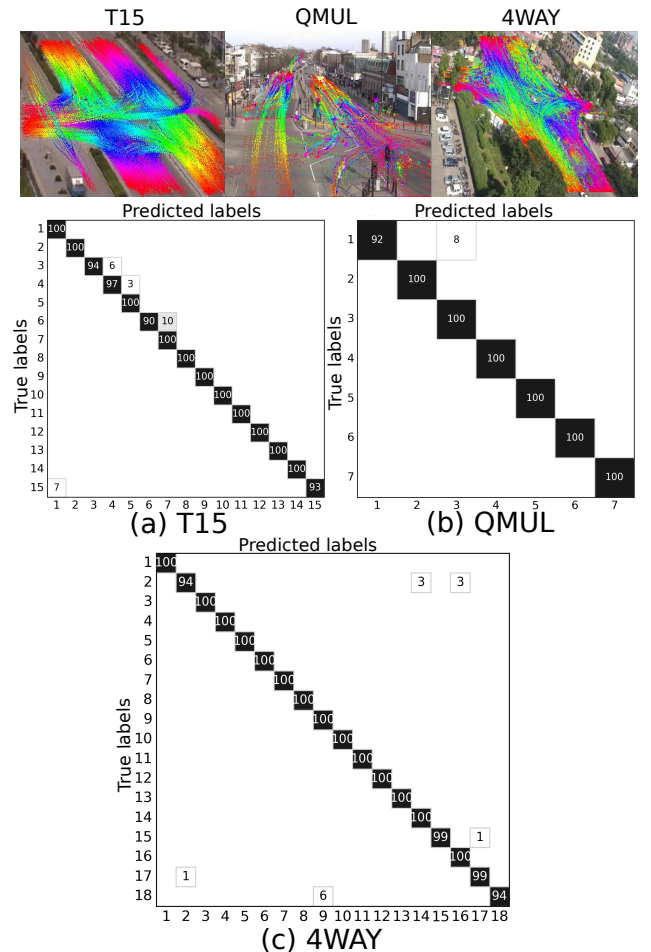 T15 QMUL 4WAY
Predicted labels Predicted labels
True labels
1 100
2 100
3 94 6
4 97 3
5 100
6 90 10
7 100
8 100
9 100
10 100
11 100
12 100
13 100
14 100
15 7 93
1 2 3 4 5 6 7 8 9 10 11 12 13 14 15
(a) T15
True labels
1 92 8
2 100
3 100
4 100
5 100
6 100
7 100
1 2 3 4 5 6 7
(b) QMUL
Predicted labels
True labels
1 100
2 94 3 3
3 100
4 100
5 100
6 100
7 100
8 100
9 100
10 100
11 100
12 100
13 100
14 100
15 99 1
16 100
17 1 99
18 6 94
1 2 3 4 5 6 7 8 9 10 11 12 13 14 15 16 17 18
(c) 4WAY